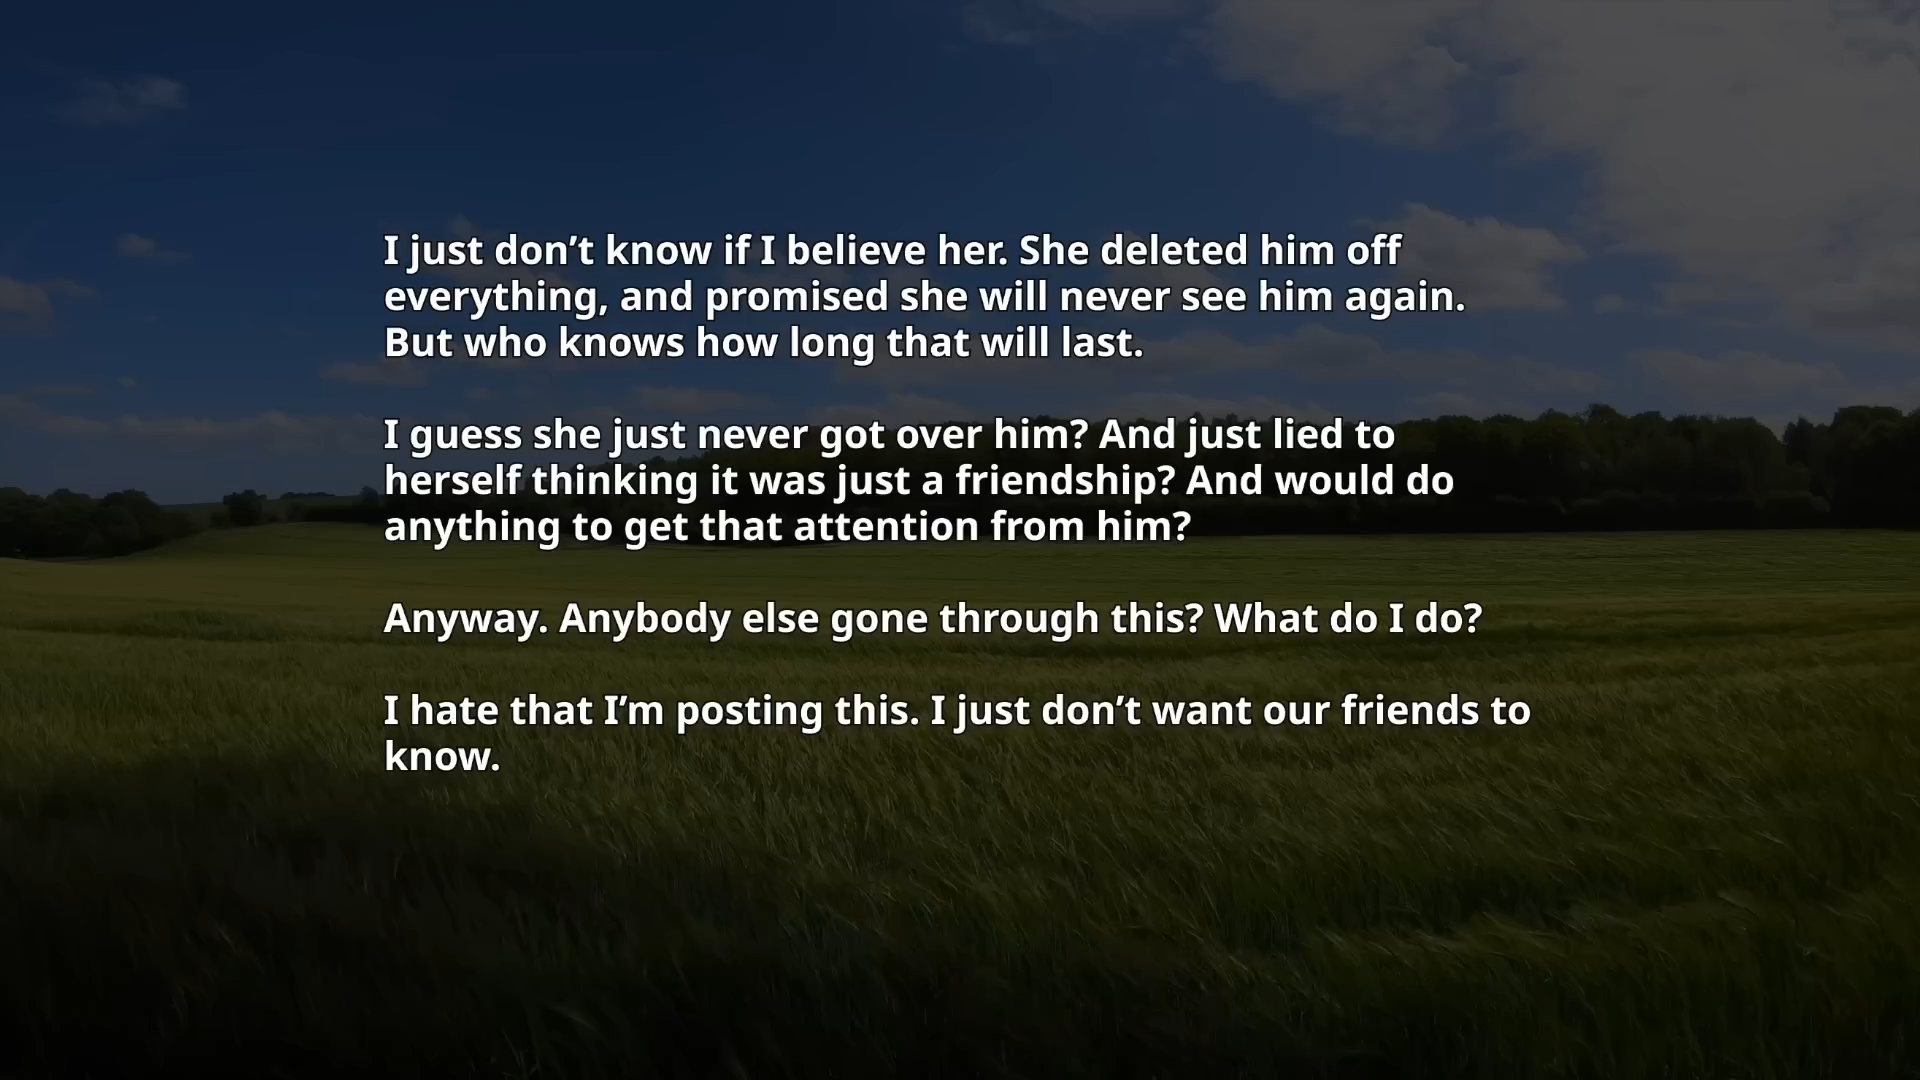 I just don’t know if I believe her. She deleted him off
everything, and promised she will never see him again.
But who knows how long that will last.
I guess she just never got over him? And just lied to
herself thinking it was just a friendship? And would do
anything to get that attention from him?
Anyway. Anybody else gone through this? What do I do?
I hate that I’m posting this. I just don’t want our friends to
know.